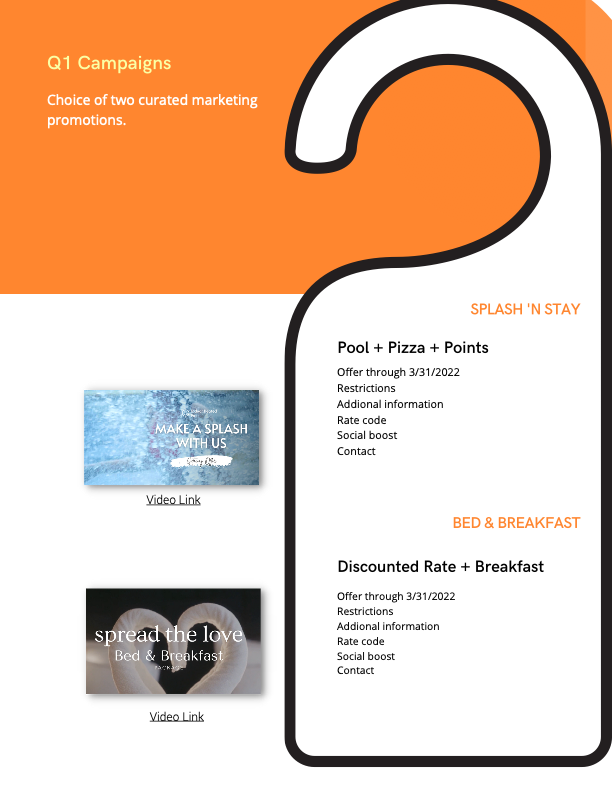 Q1 Campaigns
Choice of two curated marketing
promotions.
SPLASH 'N STAY
Pool + Pizza + Points
Offer through 3/31/2022
Restrictions
Addional information
Rate code
Social boost
Contact
MAKE A SPLASH
WITH US
Video Link
BED & BREAKFAST
Discounted Rate + Breakfast
Offer through 3/31/2022
Restrictions
Addional information
Rate code
Social boost
Contact
spread the love
Bed & Breakfast
PACKAGE
Video Link